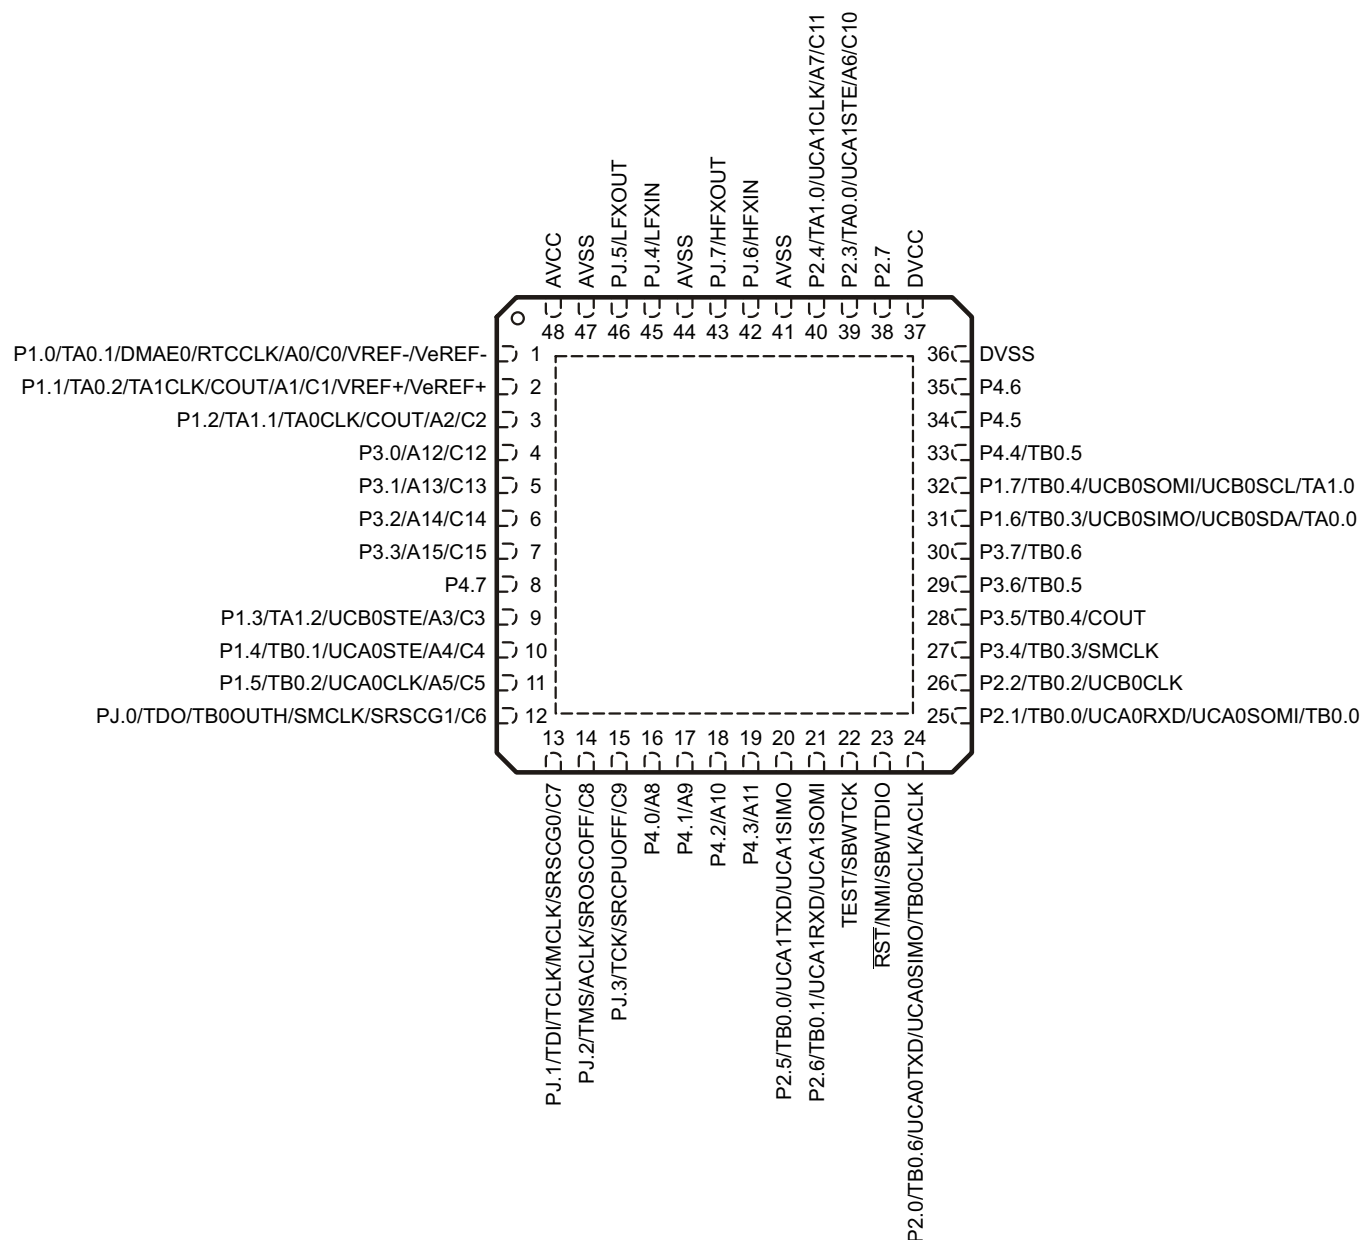 P2.4/TA1.0/UCA1CLK/A7/C11
P2.3/TA0.0/UCA1STE/A6/C10
AVCC
AVSS
PJ.5/LFXOUT
PJ.4/LFXIN
AVSS
PJ.7/HFXOUT
PJ.6/HFXIN
AVSS
P2.7
DVCC
48 47 46 45 44 43 42 41 40 39 38 37
P1.0/TA0.1/DMAE0/RTCCLK/A0/C0/VREF-/VeREF- 1
P1.1/TA0.2/TA1CLK/COUT/A1/C1/VREF+/VeREF+ 2
P1.2/TA1.1/TA0CLK/COUT/A2/C2 3
P3.0/A12/C12 4
P3.1/A13/C13 5
P3.2/A14/C14 6
P3.3/A15/C15 7
P4.7 8
P1.3/TA1.2/UCB0STE/A3/C3 9
P1.4/TB0.1/UCA0STE/A4/C4 10
P1.5/TB0.2/UCA0CLK/A5/C5 11
PJ.0/TDO/TB0OUTH/SMCLK/SRSCG1/C6 12
36 DVSS
35 P4.6
34 P4.5
33 P4.4/TB0.5
32 P1.7/TB0.4/UCB0SOMI/UCB0SCL/TA1.0
31 P1.6/TB0.3/UCB0SIMO/UCB0SDA/TA0.0
30 P3.7/TB0.6
29 P3.6/TB0.5
28 P3.5/TB0.4/COUT
27 P3.4/TB0.3/SMCLK
26 P2.2/TB0.2/UCB0CLK
25 P2.1/TB0.0/UCA0RXD/UCA0SOMI/TB0.0
13 14 15 16 17 18 19 20 21 22 23 24
PJ.1/TDI/TCLK/MCLK/SRSCG0/C7
PJ.2/TMS/ACLK/SROSCOFF/C8
PJ.3/TCK/SRCPUOFF/C9
P4.0/A8
P4.1/A9
P4.2/A10
P4.3/A11
P2.5/TB0.0/UCA1TXD/UCA1SIMO
P2.6/TB0.1/UCA1RXD/UCA1SOMI
TEST/SBWTCK
RST/NMI/SBWTDIO
P2.0/TB0.6/UCA0TXD/UCA0SIMO/TB0CLK/ACLK